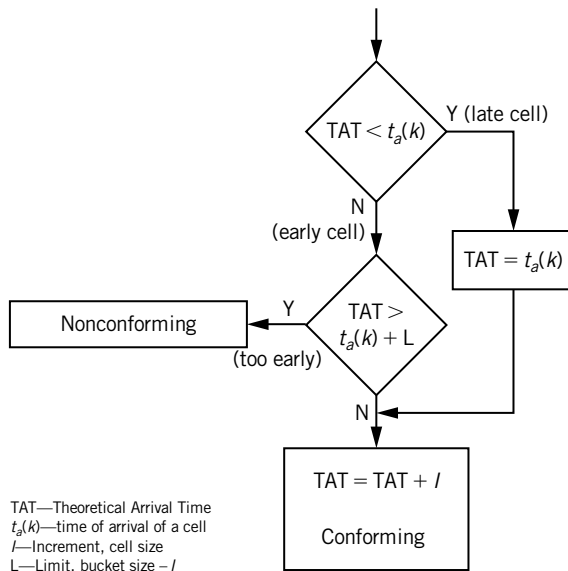 TAT < tₐ(k)
Y (late cell)
N
(early cell)
TAT = tₐ(k)
TAT >
tₐ(k) + L
Y
(too early)
Nonconforming
N
TAT = TAT + I
Conforming
TAT—Theoretical Arrival Time
tₐ(k)—time of arrival of a cell
I—Increment, cell size
L—Limit, bucket size – I